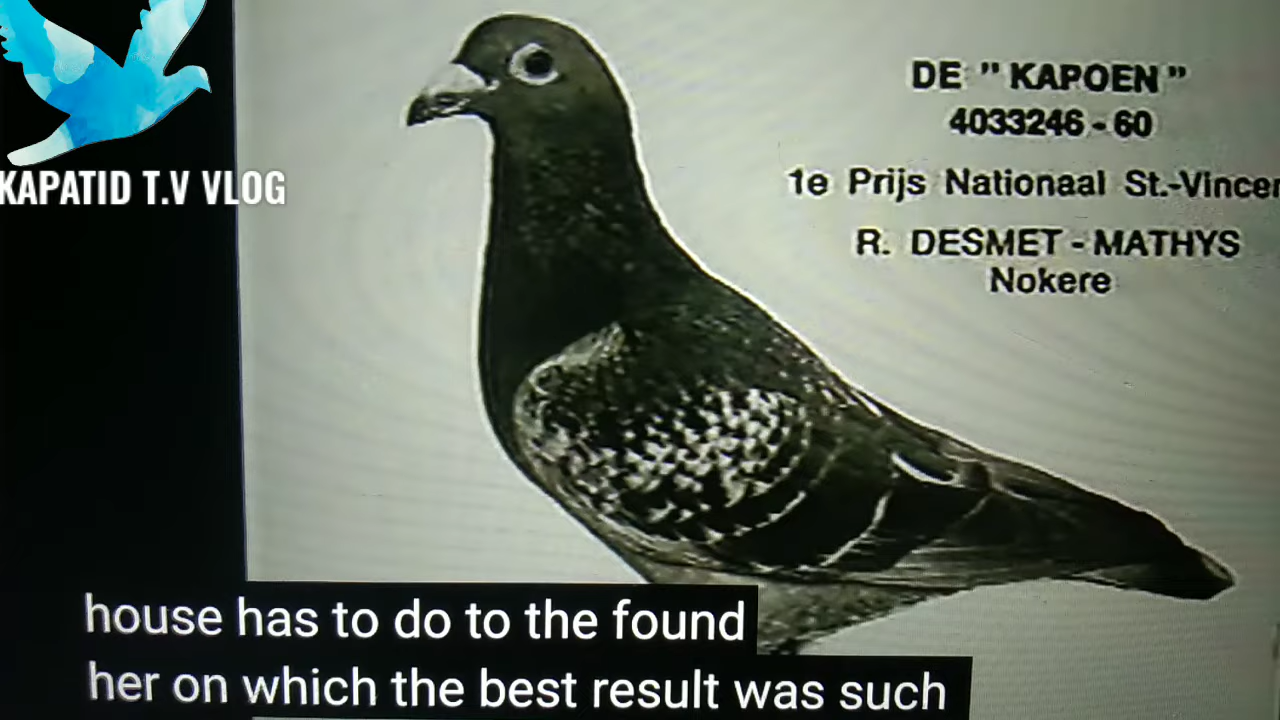 KAPATID T.V VLOG
DE " KAPOEN "
4033246 - 60
1e Prijs Nationaal St.-Vincen
R. DESMET - MATHYS
Nokere
house has to do to the found
her on which the best result was such